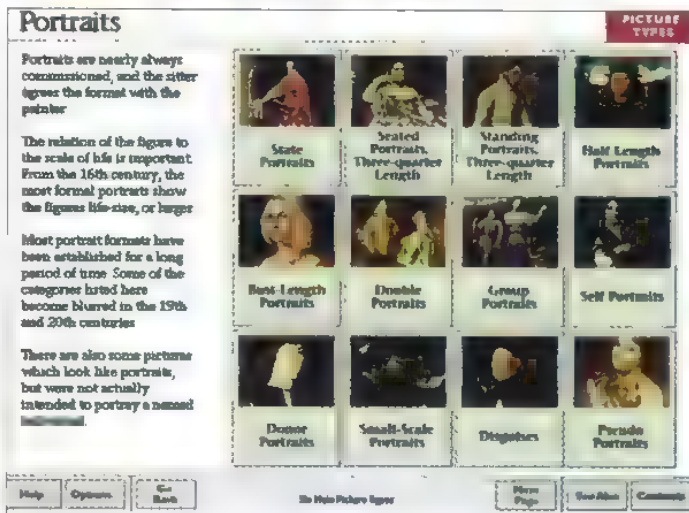 Portraits
PICTURE
TYPES
Portraits are nearly always
commissioned, and the sitter
agrees the format with the
painter
The relation of the figure to
the scale of life is important.
From the 16th century, the
most formal portraits show
the figures life-size, or larger
Most portrait formats have
been established for a long
period of time. Some of the
categories listed here
become blurred in the 19th
and 20th centuries
There are also some pictures
which look like portraits,
but were not actually
intended to portray a named
State
Portraits
Seated
Portraits,
Three-quarter
Length
Standing
Portraits,
Three-quarter
Length
Half Length
Portraits
Bust-Length
Portraits
Double
Portraits
Group
Portraits
Self Portraits
Donor
Portraits
Small-Scale
Portraits
Disguises
Pseudo
Portraits
Help
Options
Go
Back
Six Main Picture Types
Next
Page
See Also
Contents